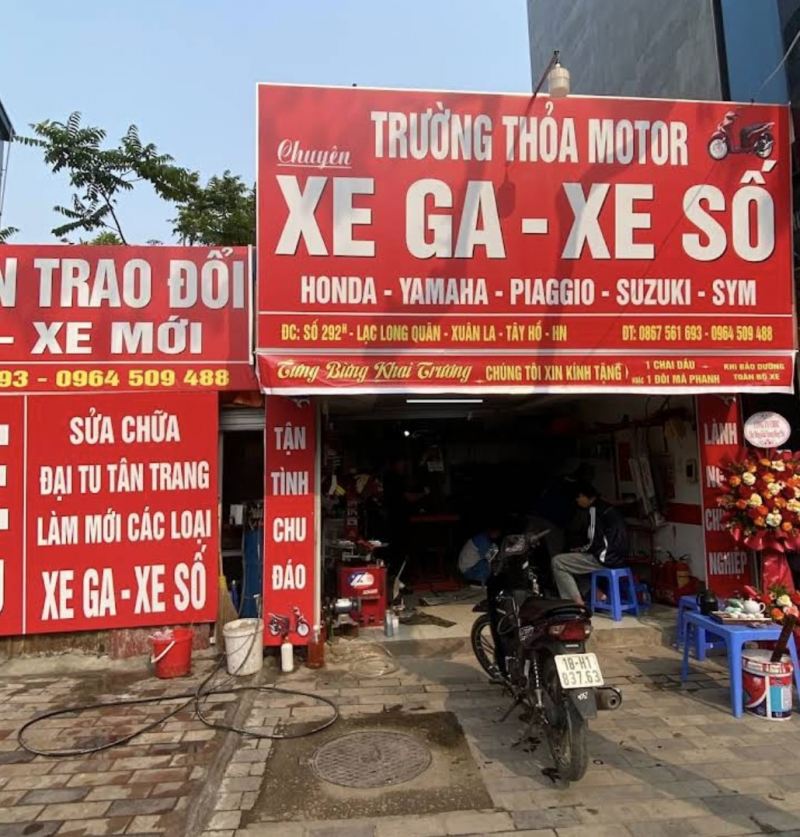 TRƯỜNG THỎA MOTOR
Chuyên
XE GA - XE SỐ
HONDA - YAMAHA - PIAGGIO - SUZUKI - SYM
ĐC: SỐ 292ᴴ - LẠC LONG QUÂN - XUÂN LA - TÂY HỒ - HN ĐT: 0867 561 693 - 0964 509 488
Tưng Bừng Khai Trương CHÚNG TÔI XIN KÍNH TẶNG
1 CHAI DẦU
HOẶC 1 ĐÔI MÁ PHANH
KHI BẢO DƯỠNG
TOÀN BỘ XE
N TRAO ĐỔI
- XE MỚI
93 - 0964 509 488
SỬA CHỮA
ĐẠI TU TÂN TRANG
LÀM MỚI CÁC LOẠI
XE GA - XE SỐ
TẬN
TÌNH
CHU
ĐÁO
LÀNH
NGHIỆP
18-H1
837.63